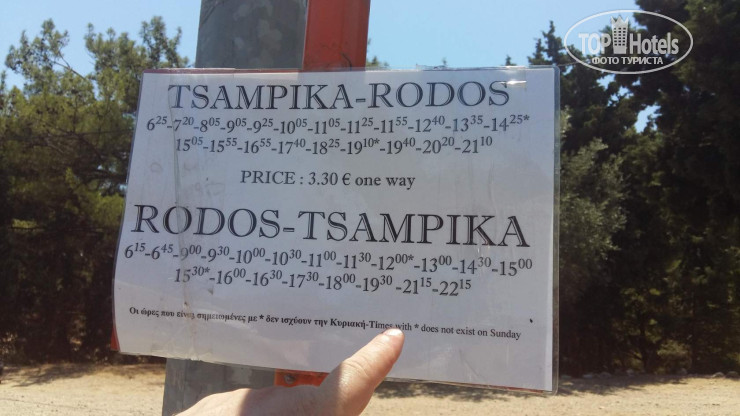 TOPHotels
ФОТО ТУРИСТА
TSAMPIKA-RODOS
6²⁵-7²⁰-8⁰⁵-9⁰⁵-9²⁵-10⁰⁵-11⁰⁵-11²⁵-11⁵⁵-12⁴⁰-13³⁵-14²⁵*
15⁰⁵-15⁵⁵-16⁵⁵-17⁴⁰-18²⁵-19¹⁰*-19⁴⁰-20²⁰-21¹⁰
PRICE : 3.30 € one way
RODOS-TSAMPIKA
6¹⁵-6⁴⁵-9⁰⁰-9³⁰-10⁰⁰-10³⁰-11⁰⁰-11³⁰-12⁰⁰*-13⁰⁰-14³⁰-15⁰⁰
15³⁰*-16⁰⁰-16³⁰-17³⁰-18⁰⁰-19³⁰-21¹⁵-22¹⁵
Οι ώρες που είναι σημειωμένες με * δεν ισχύουν την Κυριακή-Times with * does not exist on Sunday